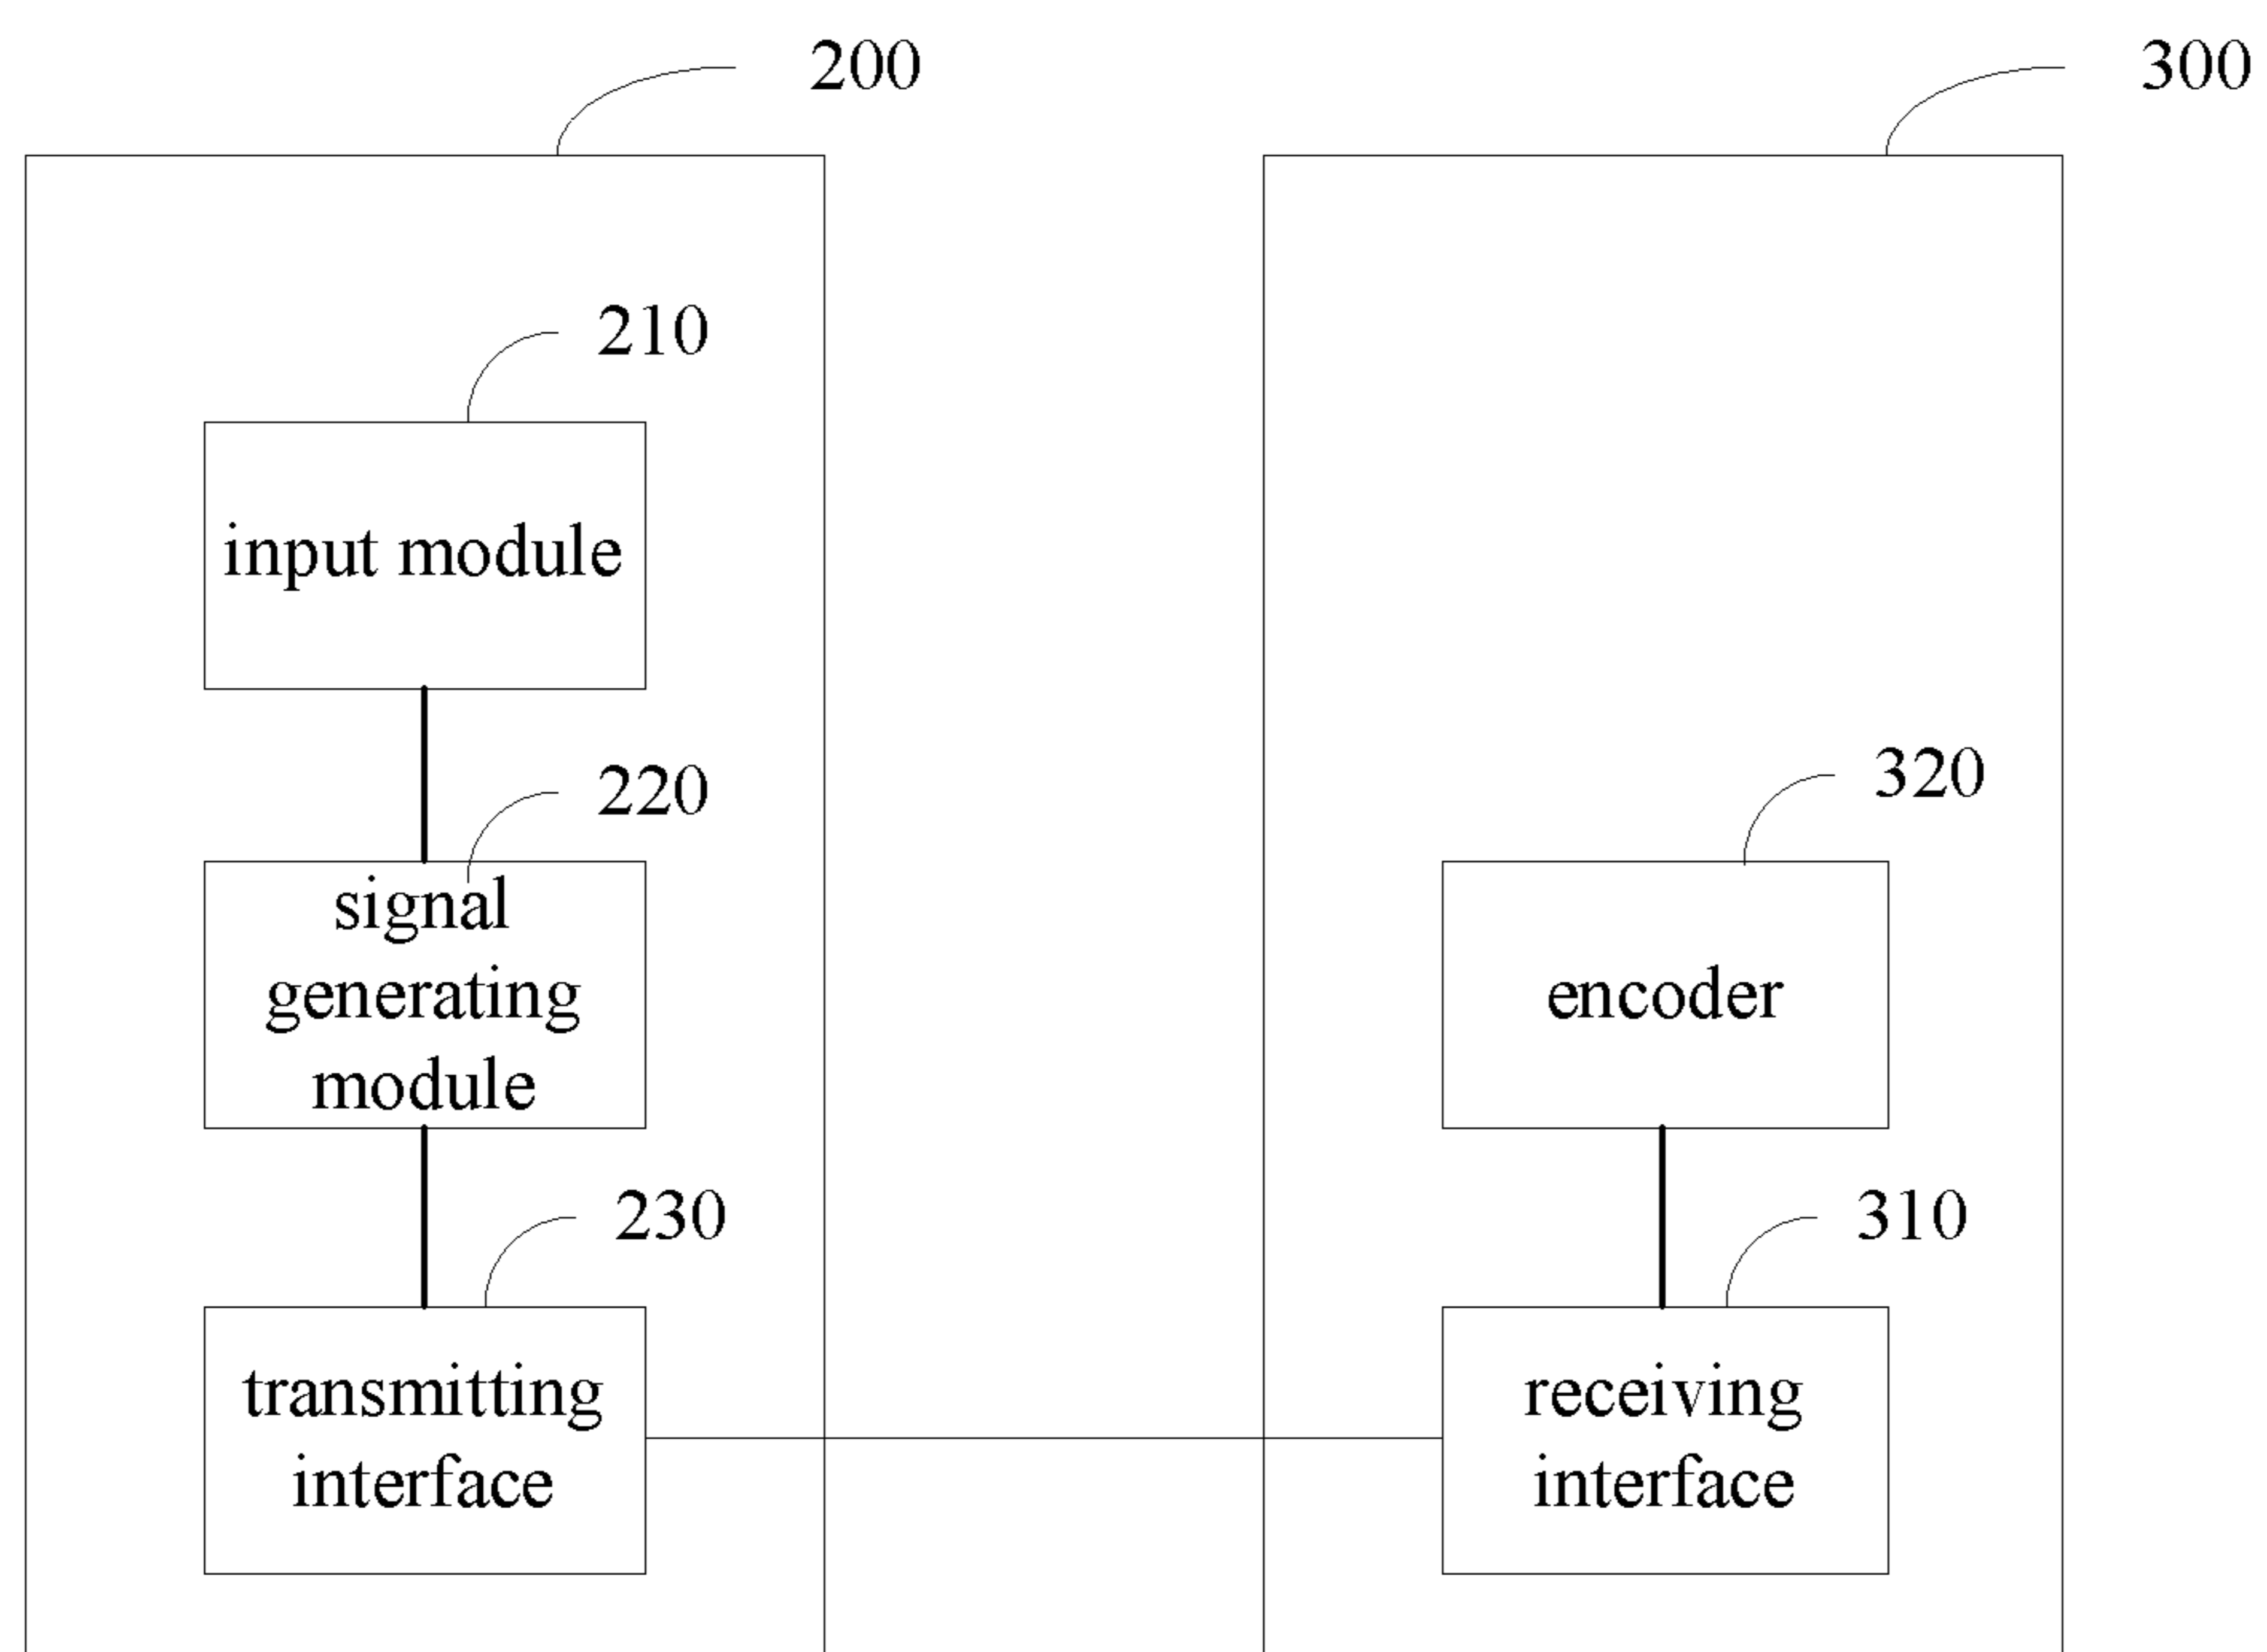 200
300
210
input module
220
signal
generating
module
320
encoder
230
transmitting
interface
310
receiving
interface